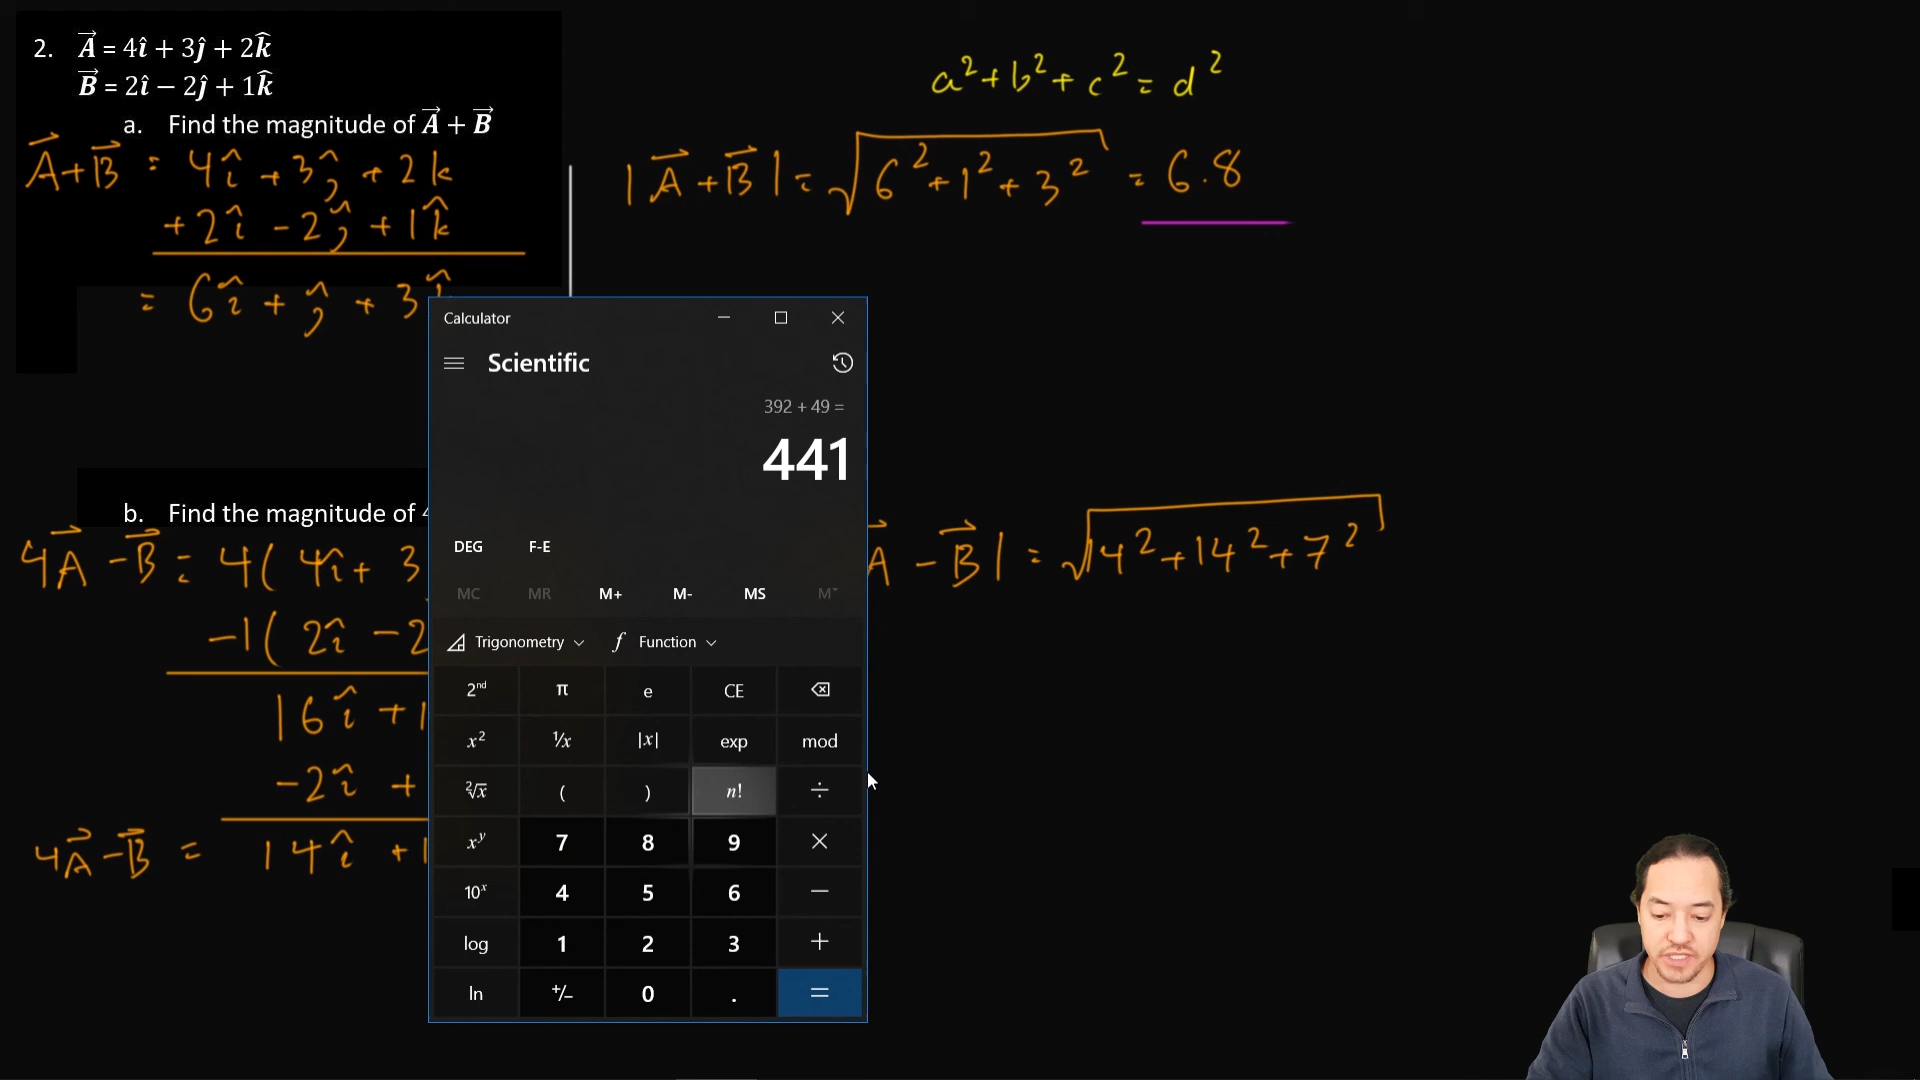 2. A⃗ = 4î + 3ĵ + 2k̂
B⃗ = 2î − 2ĵ + 1k̂
a. Find the magnitude of A⃗ + B⃗
A⃗+B⃗ = 4î + 3ĵ + 2k
+2î − 2ĵ + 1k̂
= 6î + ĵ + 3
a² + b² + c² = d²
|A⃗+B⃗| = √6² + 1² + 3² = 6.8
Calculator
Scientific
392 + 49 =
441
DEG F-E
MC MR M+ M- MS M˅
Trigonometry f Function
2ⁿᵈ π e CE
x² ¹/x |x| exp mod
²√x ( ) n! ÷
xʸ 7 8 9 ×
10ˣ 4 5 6 −
log 1 2 3 +
ln +/− 0 . =
b. Find the magnitude of
4A⃗ − B⃗ = 4( 4î + 3
−1( 2î − 2
16î + 1
−2î +
4A⃗ − B⃗ = 14î + 1
A⃗ − B⃗| = √14² + 14² + 7²